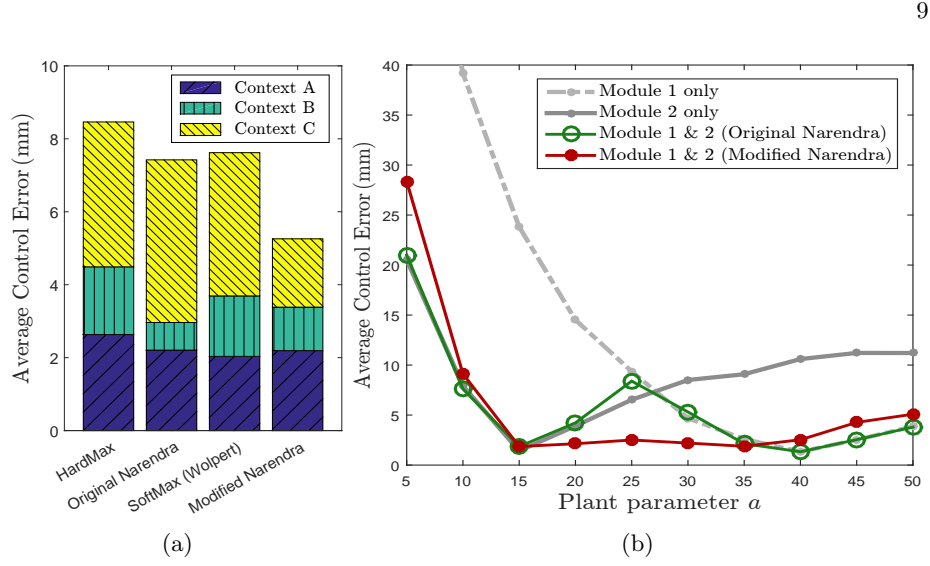 9
10
8
6
4
2
0
Average Control Error (mm)
Context A
Context B
Context C
HardMax
Original Narendra
SoftMax (Wolpert)
Modified Narendra
(a)
40
35
30
25
20
15
10
5
0
Average Control Error (mm)
Module 1 only
Module 2 only
Module 1 & 2 (Original Narendra)
Module 1 & 2 (Modified Narendra)
5 10 15 20 25 30 35 40 45 50
Plant parameter a
(b)